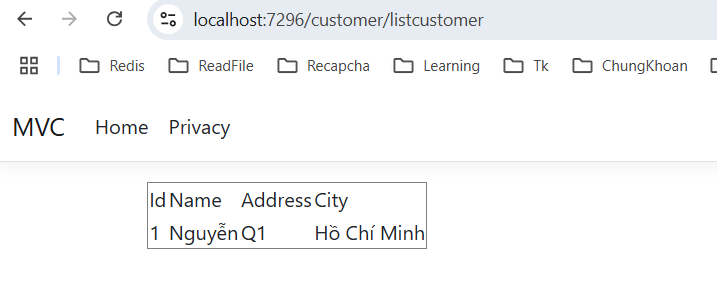 localhost:7296/customer/listcustomer
Redis ReadFile Recapcha Learning Tk ChungKhoan
MVC Home Privacy
Id Name Address City
1 Nguyễn Q1 Hồ Chí Minh